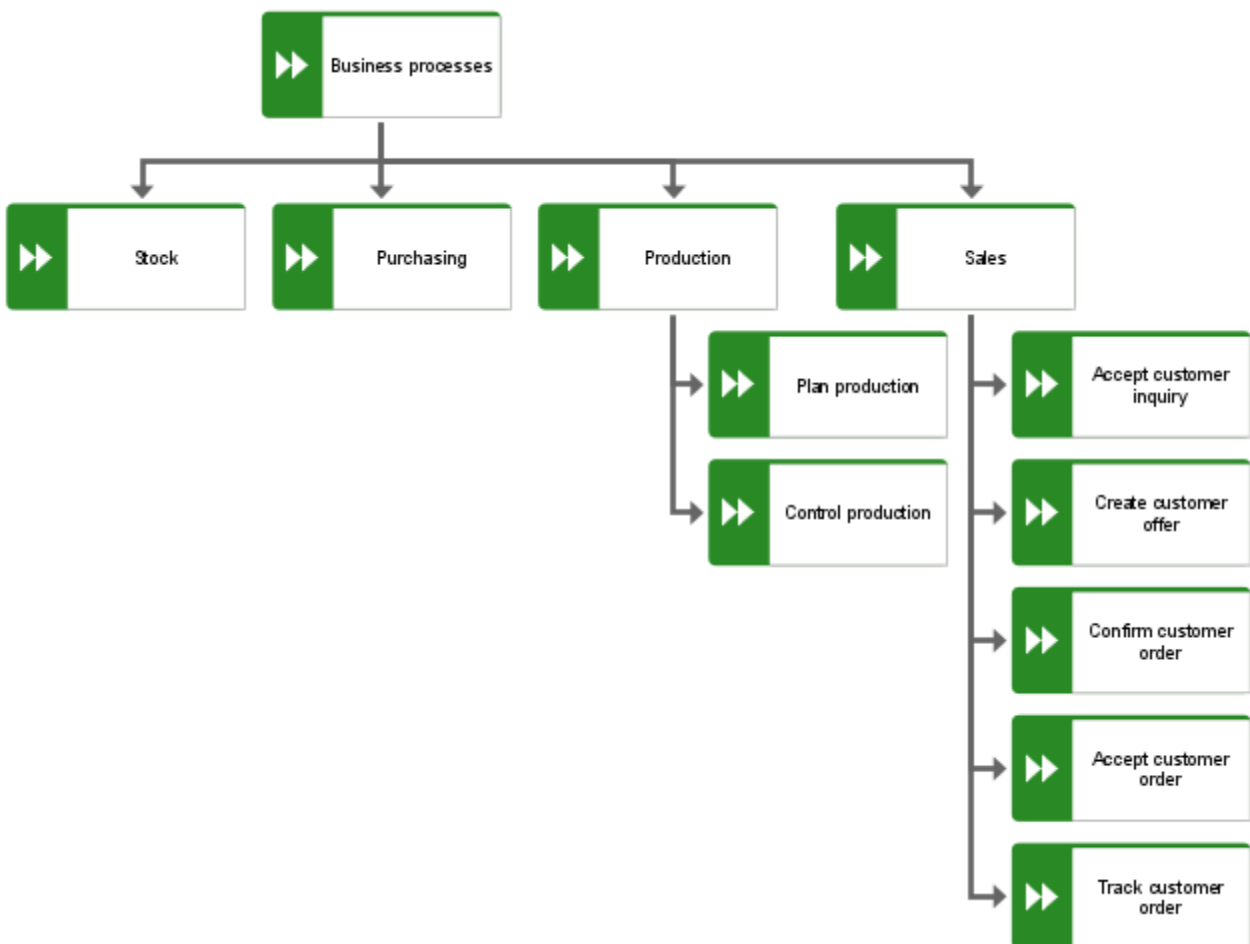 Business processes
Stock
Purchasing
Production
Sales
Plan production
Accept customer
inquiry
Control production
Create customer
offer
Confirm customer
order
Accept customer
order
Track customer
order